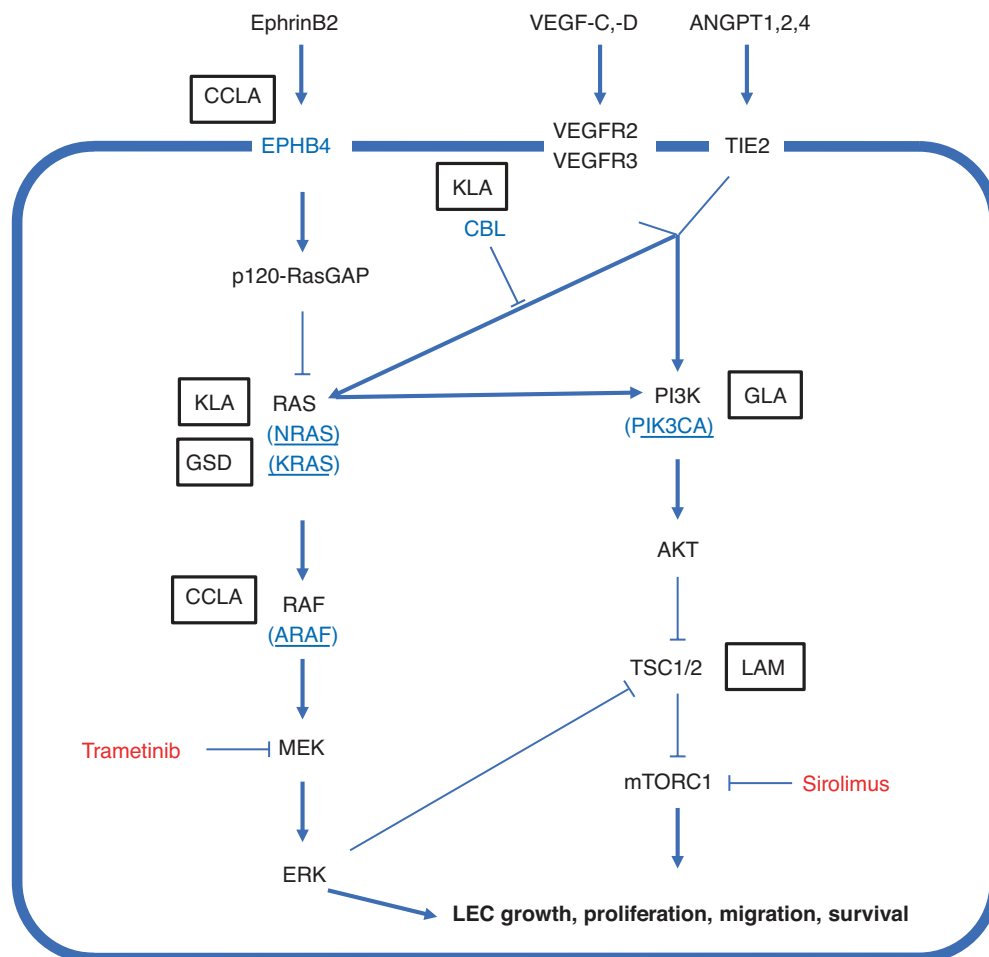 EphrinB2
VEGF-C,-D
ANGPT1,2,4
CCLA
EPHB4
VEGFR2
VEGFR3
TIE2
KLA
CBL
p120-RasGAP
KLA
RAS
(NRAS)
GSD
(KRAS)
PI3K
(PIK3CA)
GLA
AKT
CCLA
RAF
(ARAF)
TSC1/2
LAM
Trametinib
MEK
mTORC1
Sirolimus
ERK
LEC growth, proliferation, migration, survival